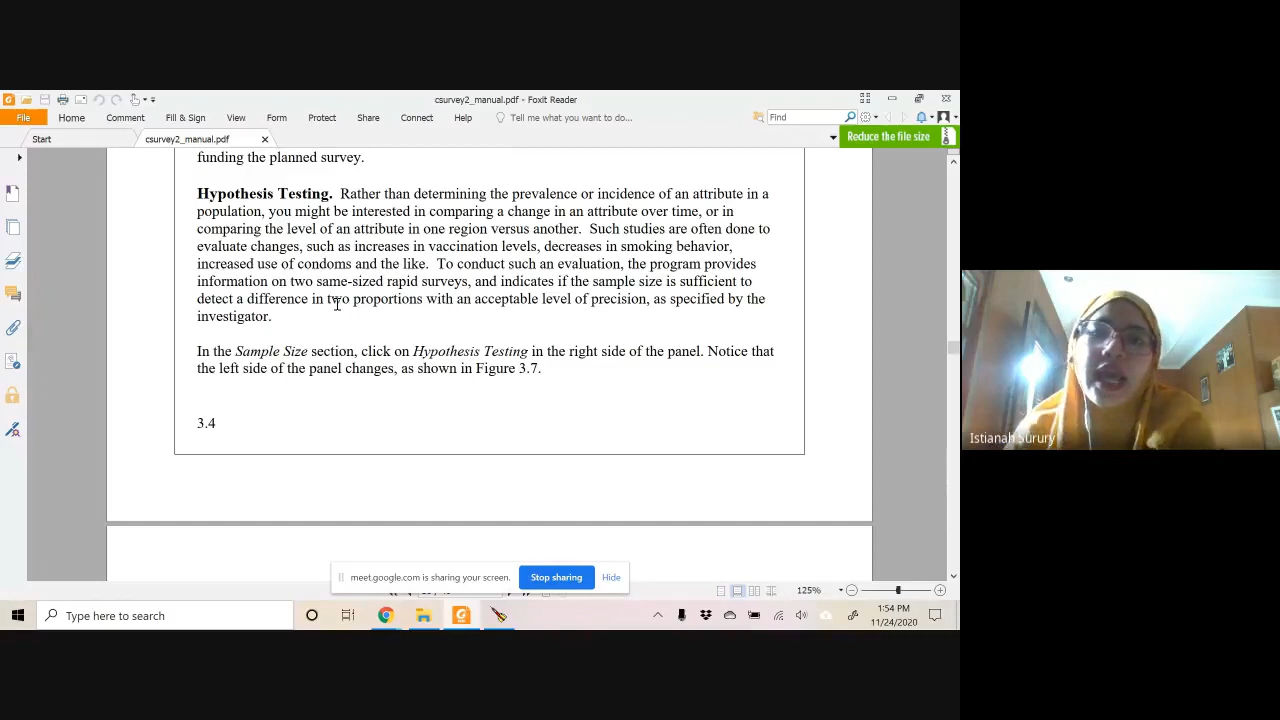 csurvey2_manual.pdf - Foxit Reader
File Home Comment View Fill & Sign Form Protect Share Connect Help Tell me what you want to do... Find
Start csurvey2_manual.pdf Reduce the file size
funding the planned survey.
Hypothesis Testing. Rather than determining the prevalence or incidence of an attribute in a
population, you might be interested in comparing a change in an attribute over time, or in
comparing the level of an attribute in one region versus another. Such studies are often done to
evaluate changes, such as increases in vaccination levels, decreases in smoking behavior,
increased use of condoms and the like. To conduct such an evaluation, the program provides
information on two same-sized rapid surveys, and indicates if the sample size is sufficient to
detect a difference in two proportions with an acceptable level of precision, as specified by the
investigator.
In the Sample Size section, click on Hypothesis Testing in the right side of the panel. Notice that
the left side of the panel changes, as shown in Figure 3.7.
3.4
Istianah Surury
meet.google.com is sharing your screen. Stop sharing Hide
125%
Type here to search
1:54 PM
11/24/2020